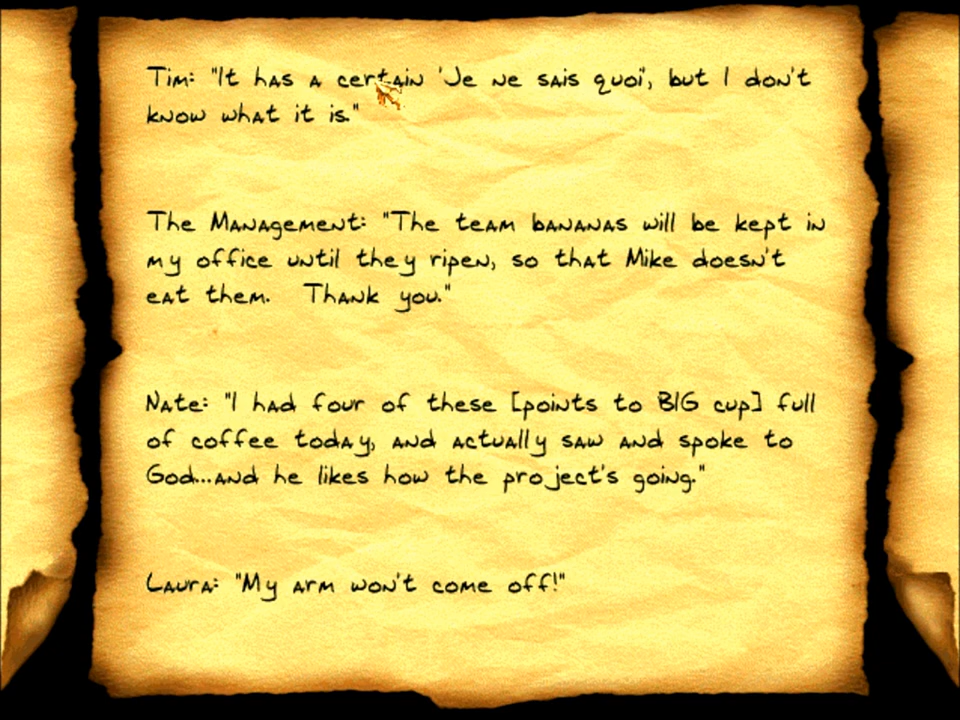 Tim: "It has a certain 'Je ne sais quoi', but I don't
know what it is."
The Management: "The team bananas will be kept in
my office until they ripen, so that Mike doesn't
eat them. Thank you."
Nate: "I had four of these [points to BIG cup] full
of coffee today, and actually saw and spoke to
God...and he likes how the project's going."
Laura: "My arm won't come off!"